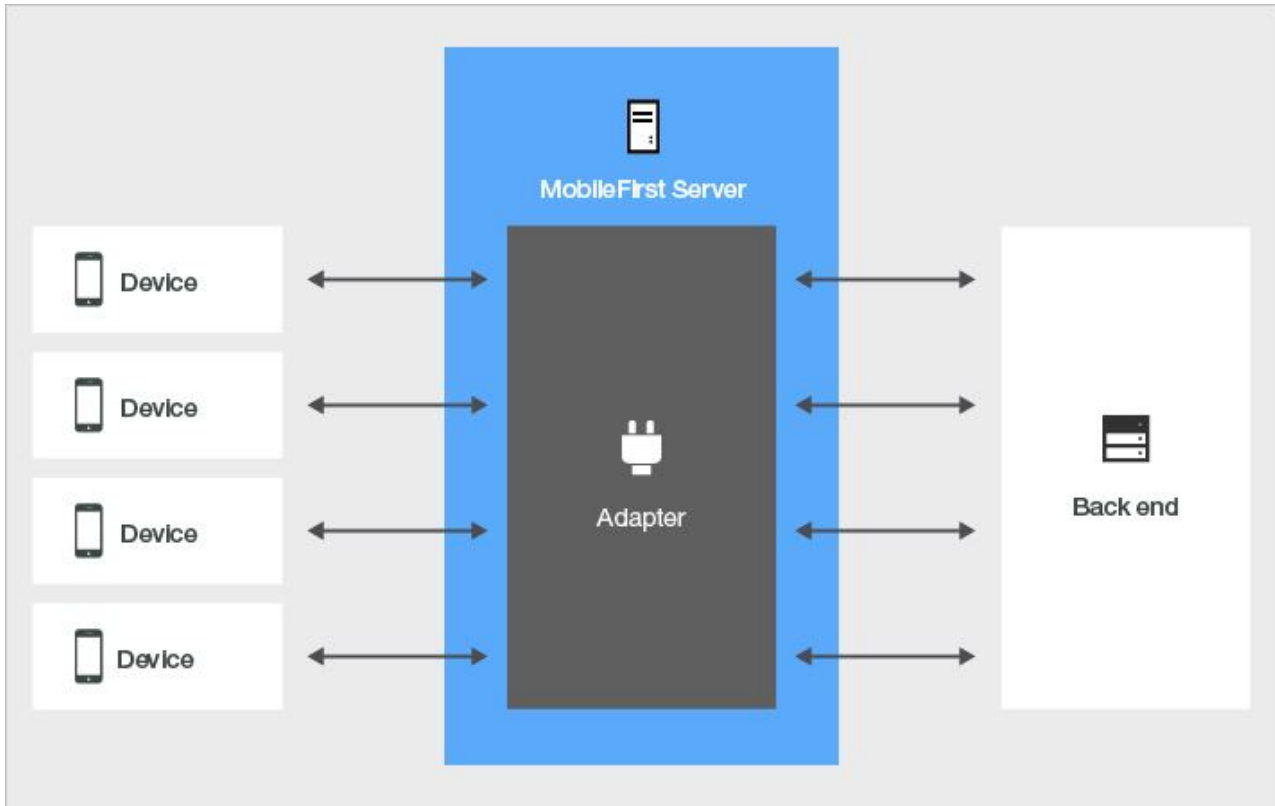 MobileFirst Server
Device
Device
Device
Device
Adapter
Back end